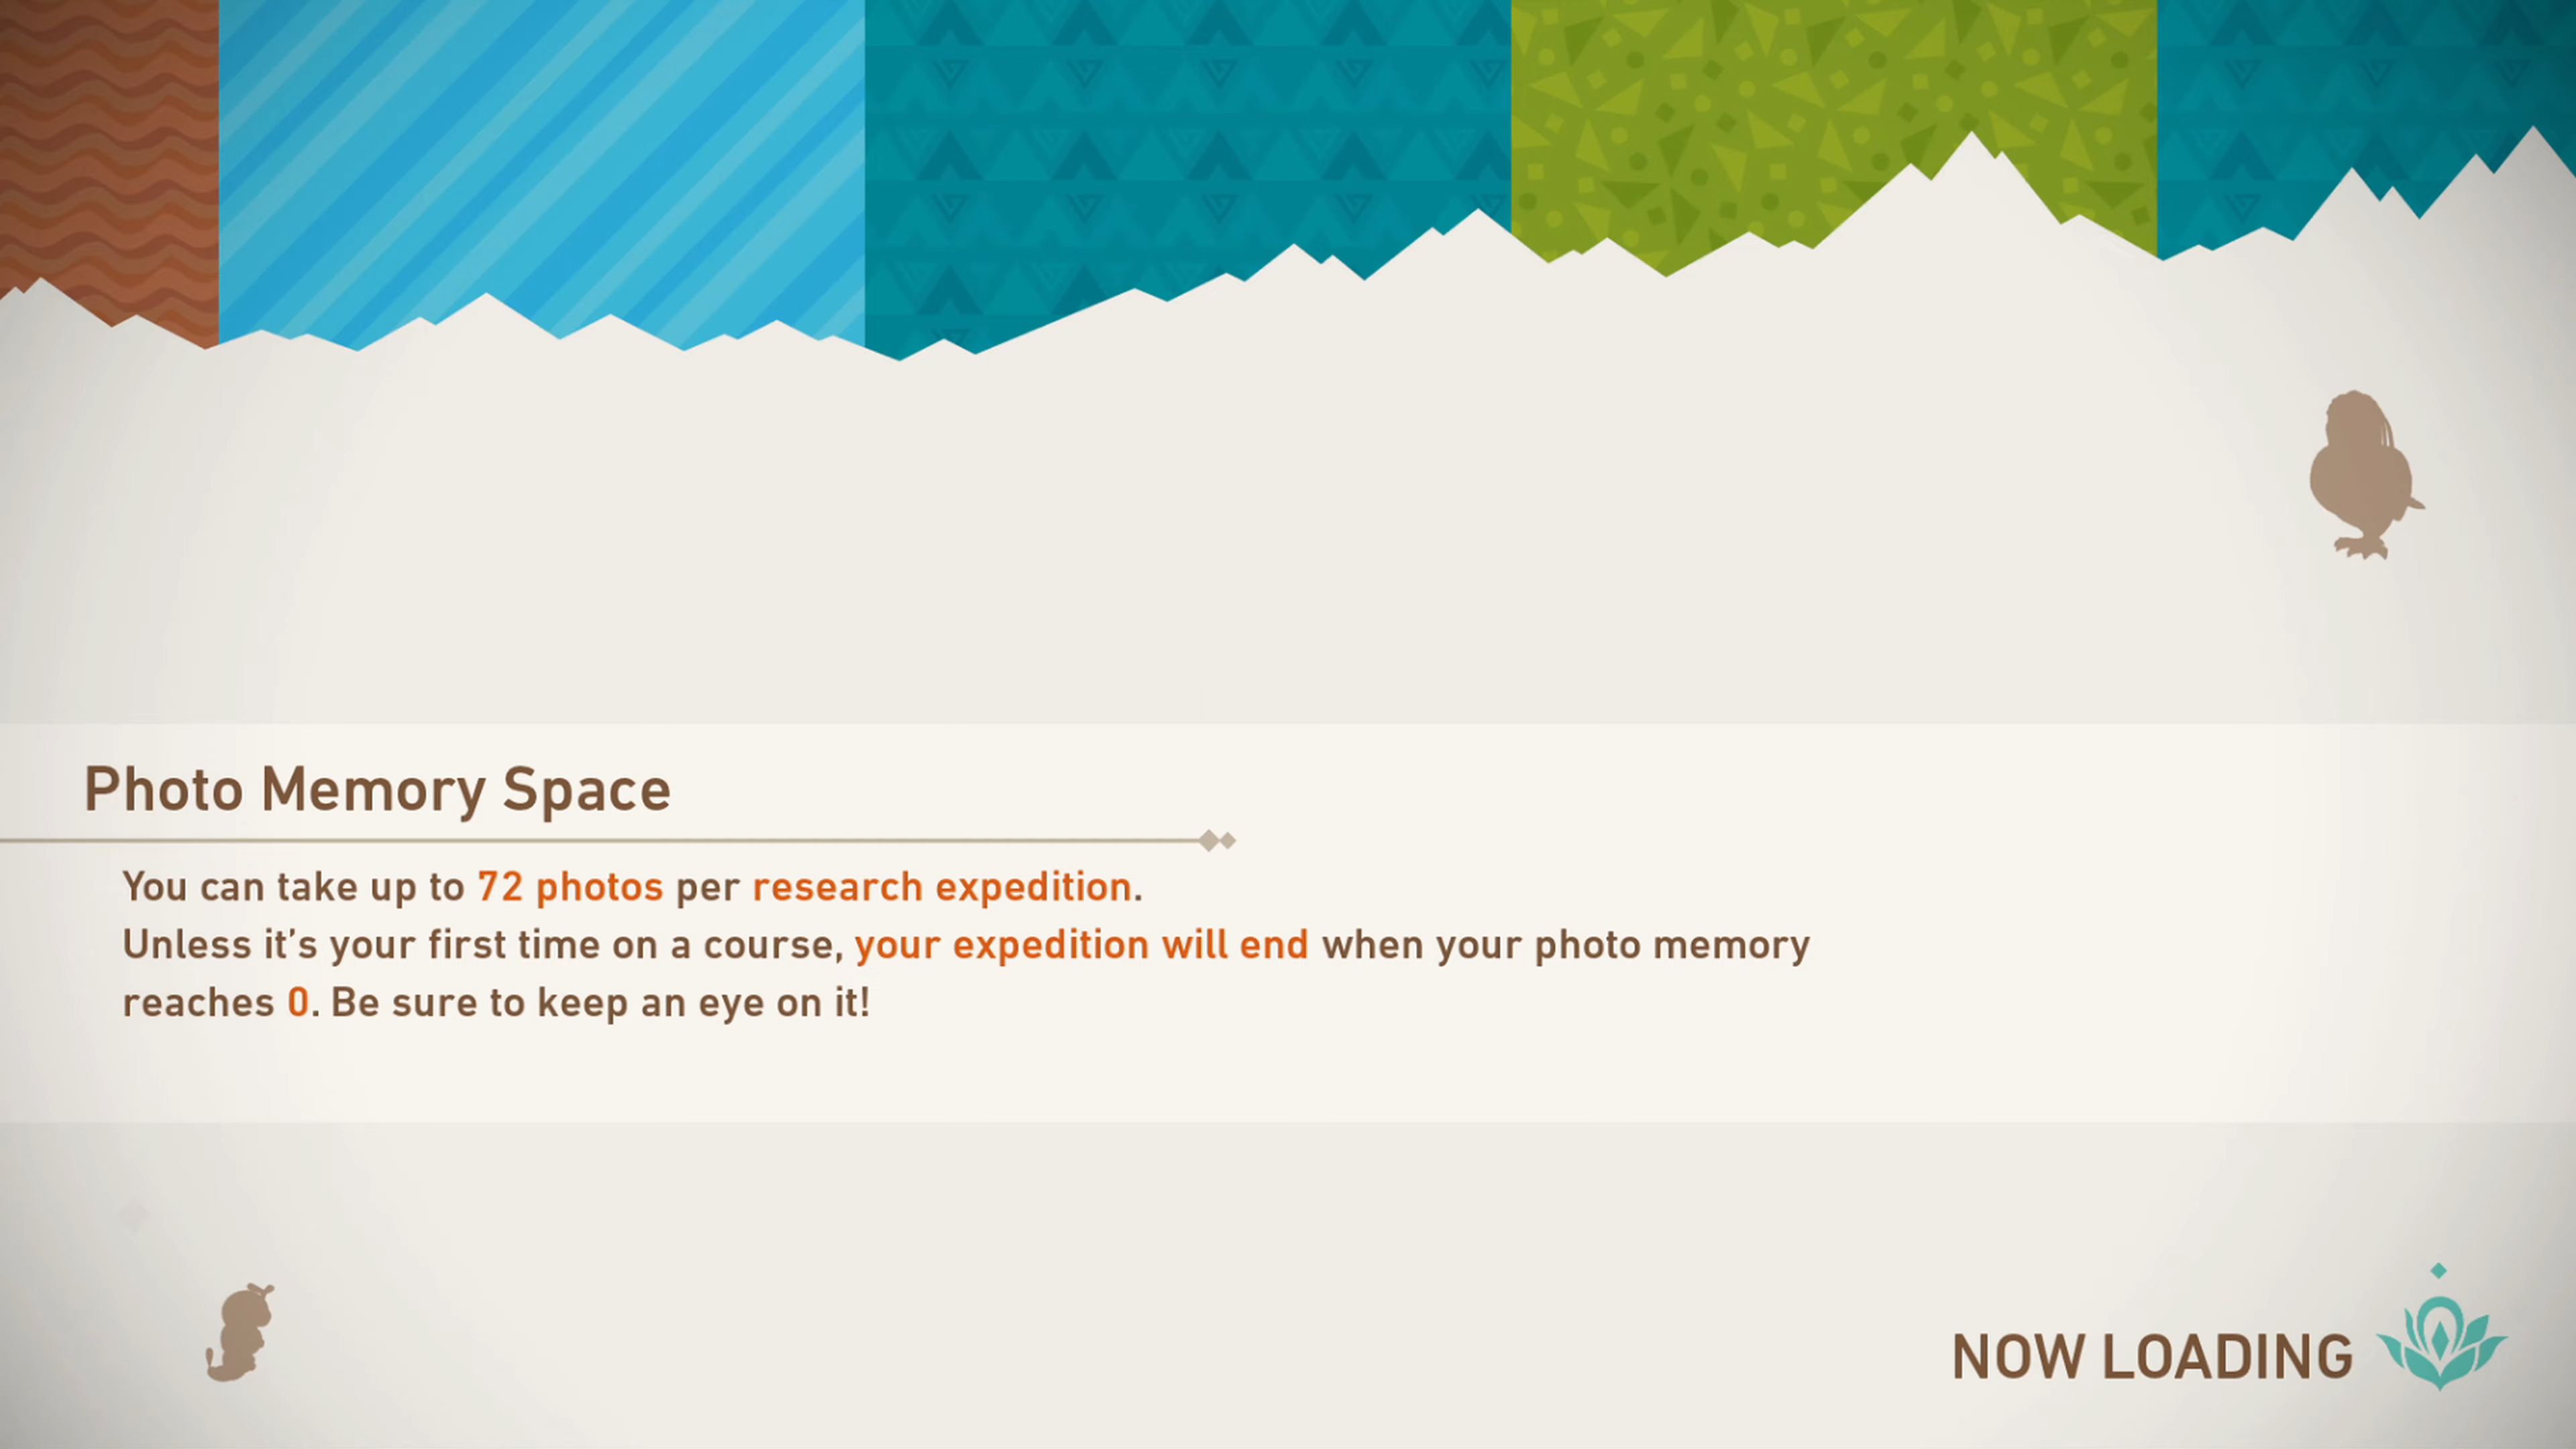 Photo Memory Space
You can take up to 72 photos per research expedition.
Unless it’s your first time on a course, your expedition will end when your photo memory
reaches 0. Be sure to keep an eye on it!
NOW LOADING